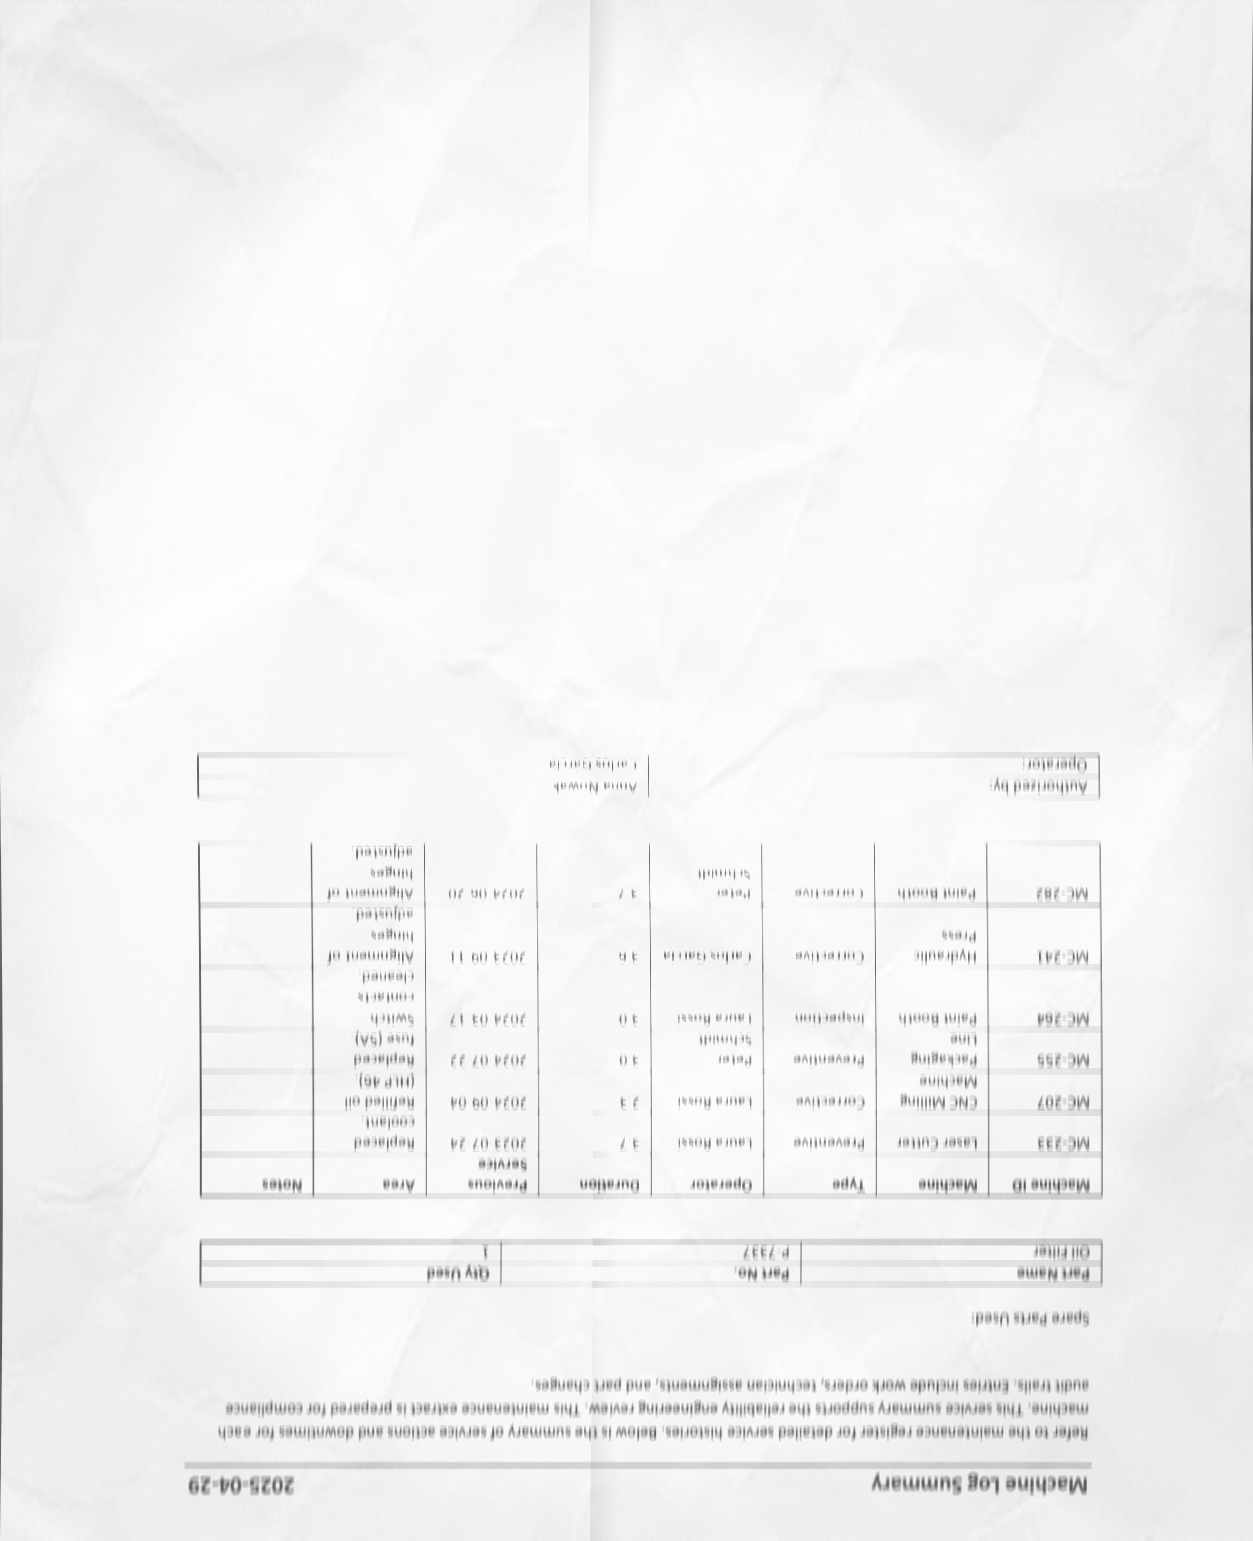 Machine Log Summary 2025-04-29
Refer to the maintenance register for detailed service histories. Below is the summary of service actions and downtimes for each
machine. This service summary supports the reliability engineering review. This maintenance extract is prepared for compliance
audit trails. Entries include work orders, technician assignments, and part changes.
Spare Parts Used:
Part Name Part No. Qty Used
Oil Filter P-7337 1
Machine ID Machine Type Operator Duration Previous Area Notes
Service
MC-233 Laser Cutter Preventive Laura Rossi 3.7 2023-07-24 Replaced
coolant
MC-207 CNC Milling Corrective Laura Rossi 2.3 2024-09-04 Refilled oil
Machine (HLP 46)
MC-255 Packaging Preventive Peter 3.0 2024-07-22 Replaced
Line Schmidt fuse (5A)
MC-264 Paint Booth Inspection Laura Rossi 3.0 2024-03-17 Switch
contacts
cleaned
MC-241 Hydraulic Corrective Carlos Garcia 3.6 2023-09-11 Alignment of
Press hinges
adjusted
MC-282 Paint Booth Corrective Peter 3.7 2024-06-20 Alignment of
Schmidt hinges
adjusted
Authorized by: Anna Nowak
Operator: Carlos Garcia